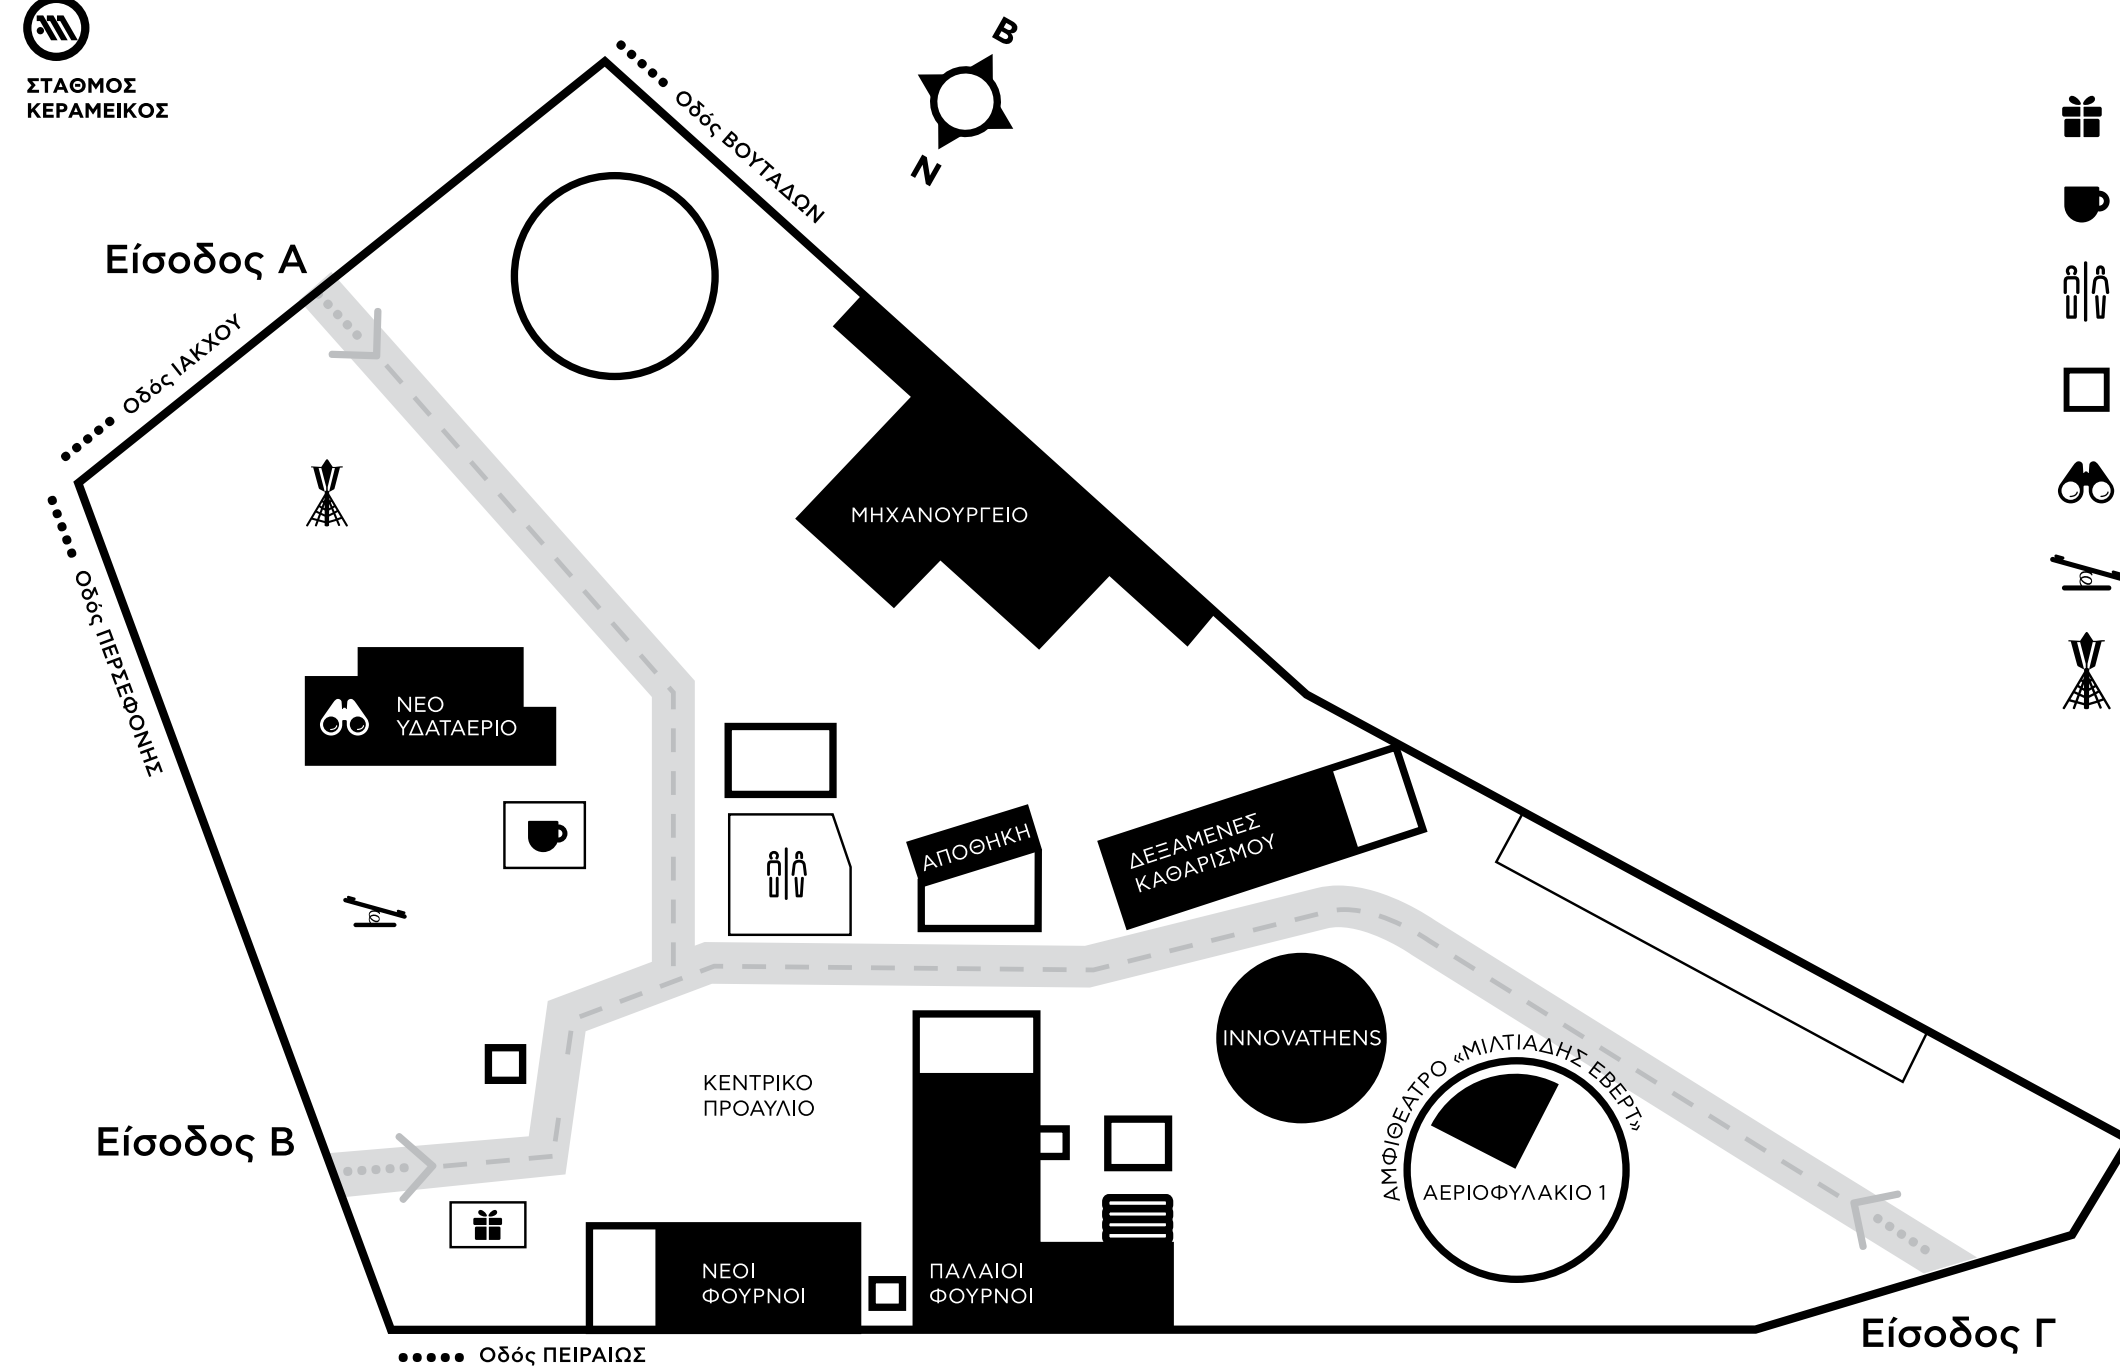 ΣΤΑΘΜΟΣ
ΚΕΡΑΜΕΙΚΟΣ
Β
Ν
Οδός ΒΟΥΤΑΔΩΝ
Είσοδος Α
Οδός ΙΑΚΧΟΥ
ΜΗΧΑΝΟΥΡΓΕΙΟ
Οδός ΠΕΡΣΕΦΟΝΗΣ
ΝΕΟ
ΥΔΑΤΑΕΡΙΟ
ΑΠΟΘΗΚΗ
ΔΕΞΑΜΕΝΕΣ
ΚΑΘΑΡΙΣΜΟΥ
INNOVATHENS
ΑΜΦΙΘΕΑΤΡΟ «ΜΙΛΤΙΑΔΗΣ ΕΒΕΡΤ»
ΑΕΡΙΟΦΥΛΑΚΙΟ 1
ΚΕΝΤΡΙΚΟ
ΠΡΟΑΥΛΙΟ
Είσοδος Β
ΝΕΟΙ
ΦΟΥΡΝΟΙ
ΠΑΛΑΙΟΙ
ΦΟΥΡΝΟΙ
Είσοδος Γ
Οδός ΠΕΙΡΑΙΩΣ